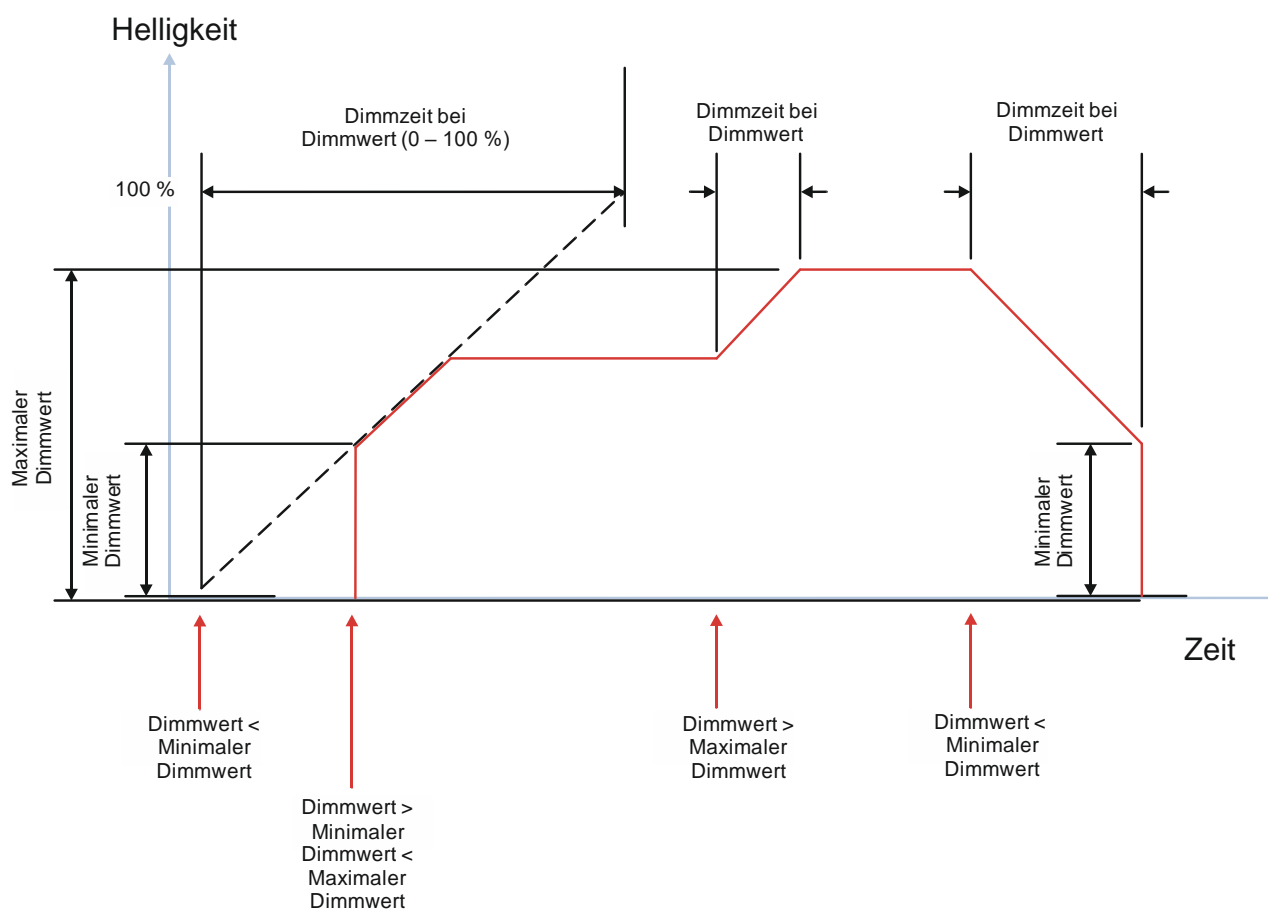 Helligkeit
Dimmzeit bei
Dimmwert (0 – 100 %)
Dimmzeit bei
Dimmwert
Dimmzeit bei
Dimmwert
100 %
Maximaler
Dimmwert
Minimaler
Dimmwert
Minimaler
Dimmwert
Zeit
Dimmwert <
Minimaler
Dimmwert
Dimmwert >
Minimaler
Dimmwert <
Maximaler
Dimmwert
Dimmwert >
Maximaler
Dimmwert
Dimmwert <
Minimaler
Dimmwert